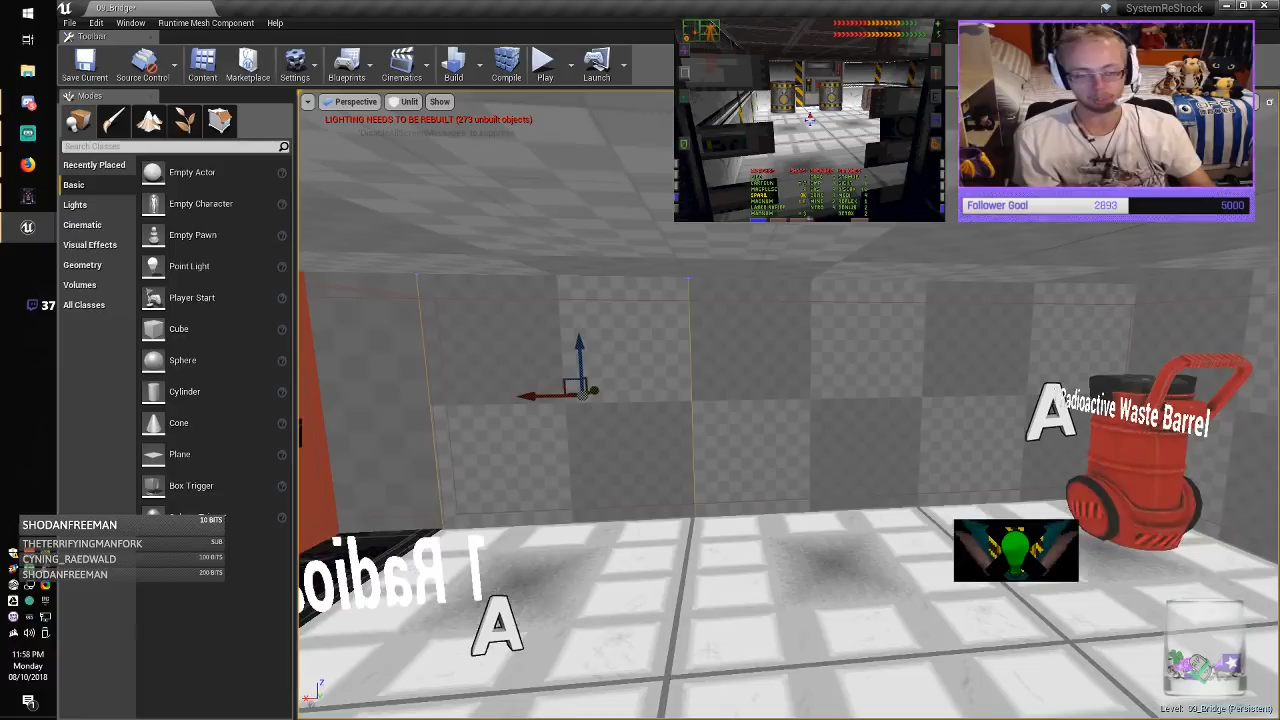 09_Bridge
SystemReShock
File Edit Window Runtime Mesh Component Help
Toolbar
Save Current Source Control Content Marketplace Settings Blueprints Cinematics Build Compile Play Launch
Modes
Perspective Unlit Show
LIGHTING NEEDS TO BE REBUILT (273 unbuilt objects)
Search Classes
Recently Placed
Basic
Lights
Cinematic
Visual Effects
Geometry
Volumes
All Classes
Empty Actor
Empty Character
Empty Pawn
Point Light
Player Start
Cube
Sphere
Cylinder
Cone
Plane
Box Trigger
Follower Goal 2893 5000
37
A
Radioactive Waste Barrel
A
SHODANFREEMAN 10 BITS
THETERRIFYINGMANFORK SUB
CYNING_RAEDWALD 100 BITS
SHODANFREEMAN 200 BITS
11:58 PM
Monday
08/10/2018
Level: 09_Bridge (Persistent)